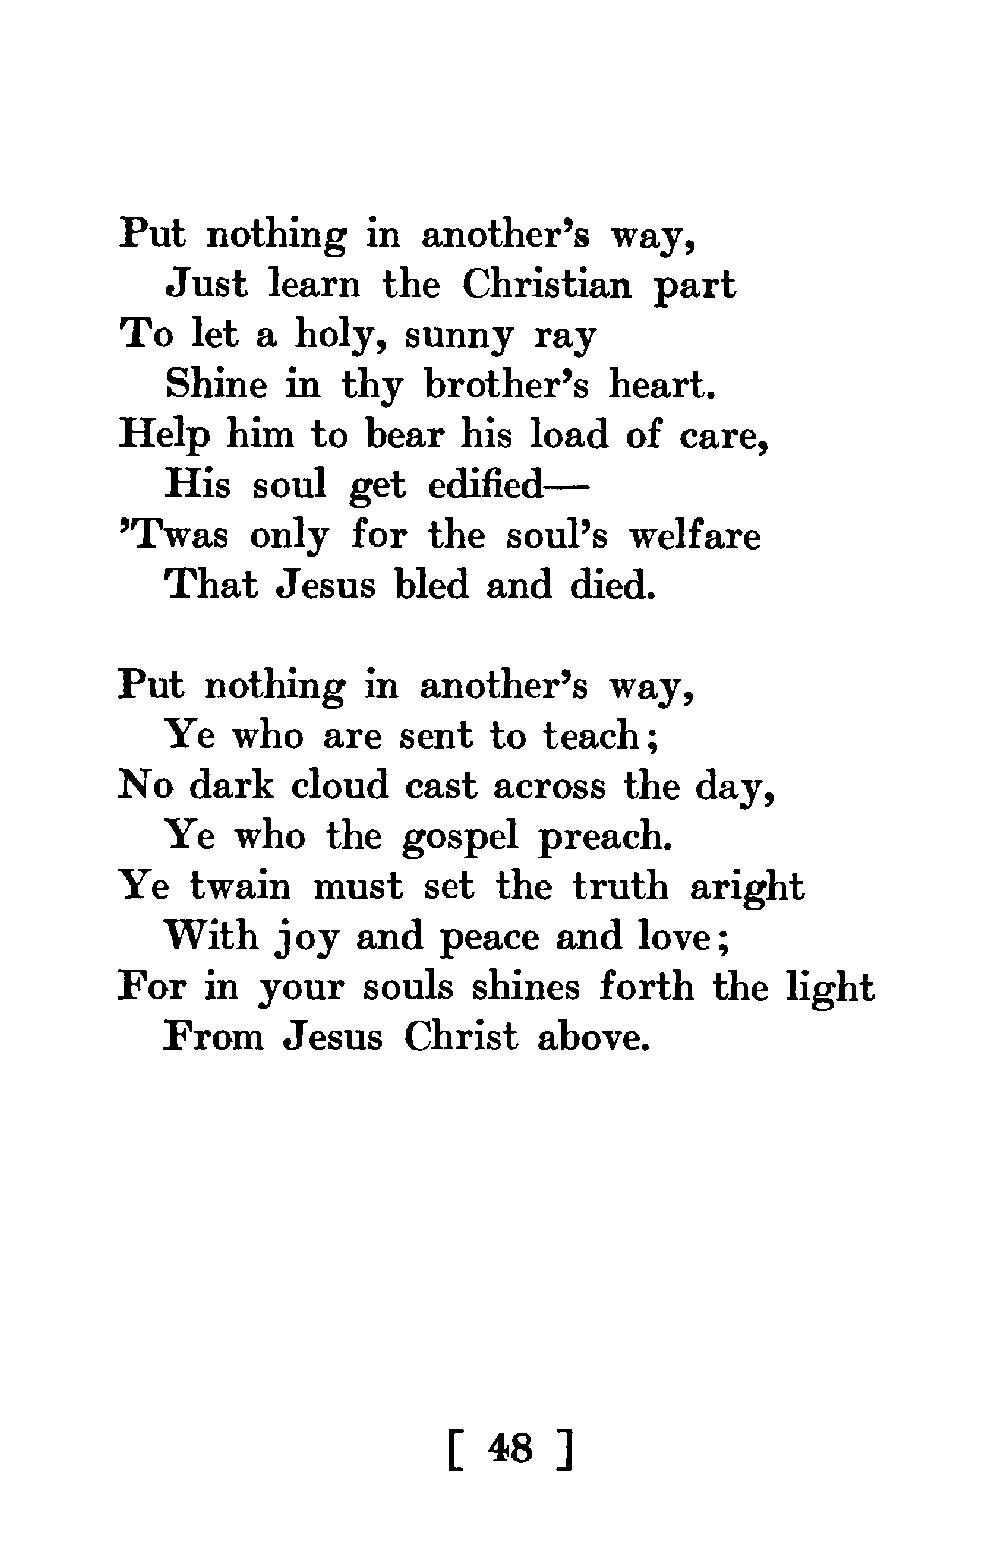 Put nothing in another's way,
Just learn the Christian part
To let a holy, sunny ray
Shine in thy brother's heart.
Help him to bear his load of care,
His soul get edified—
'Twas only for the soul's welfare
That Jesus bled and died.

Put nothing in another's way,
Ye who are sent to teach;
No dark cloud cast across the day,
Ye who the gospel preach.
Ye twain must set the truth aright
With joy and peace and love;
For in your souls shines forth the light
From Jesus Christ above.

[ 48 ]